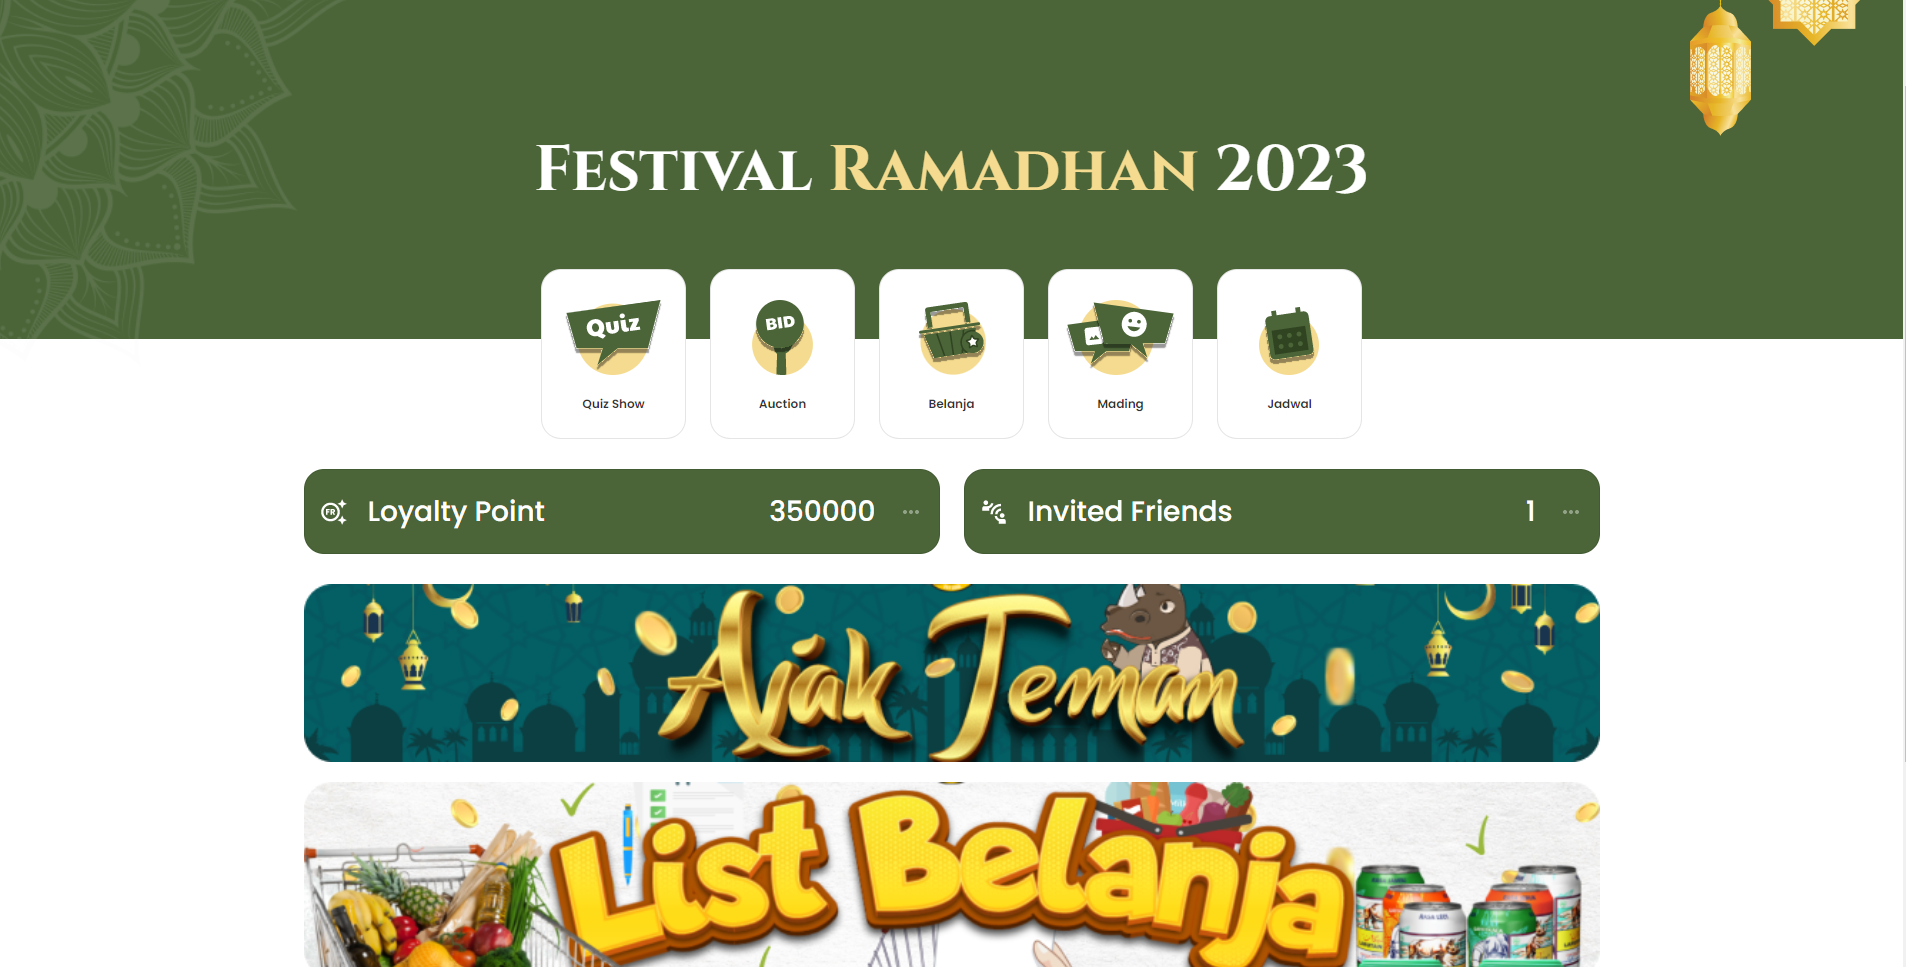 Festival Ramadhan 2023
Quiz
BID
Quiz Show
Auction
Belanja
Mading
Jadwal
FR
Loyalty Point
350000
Invited Friends
1
Ajak Teman
List Belanja